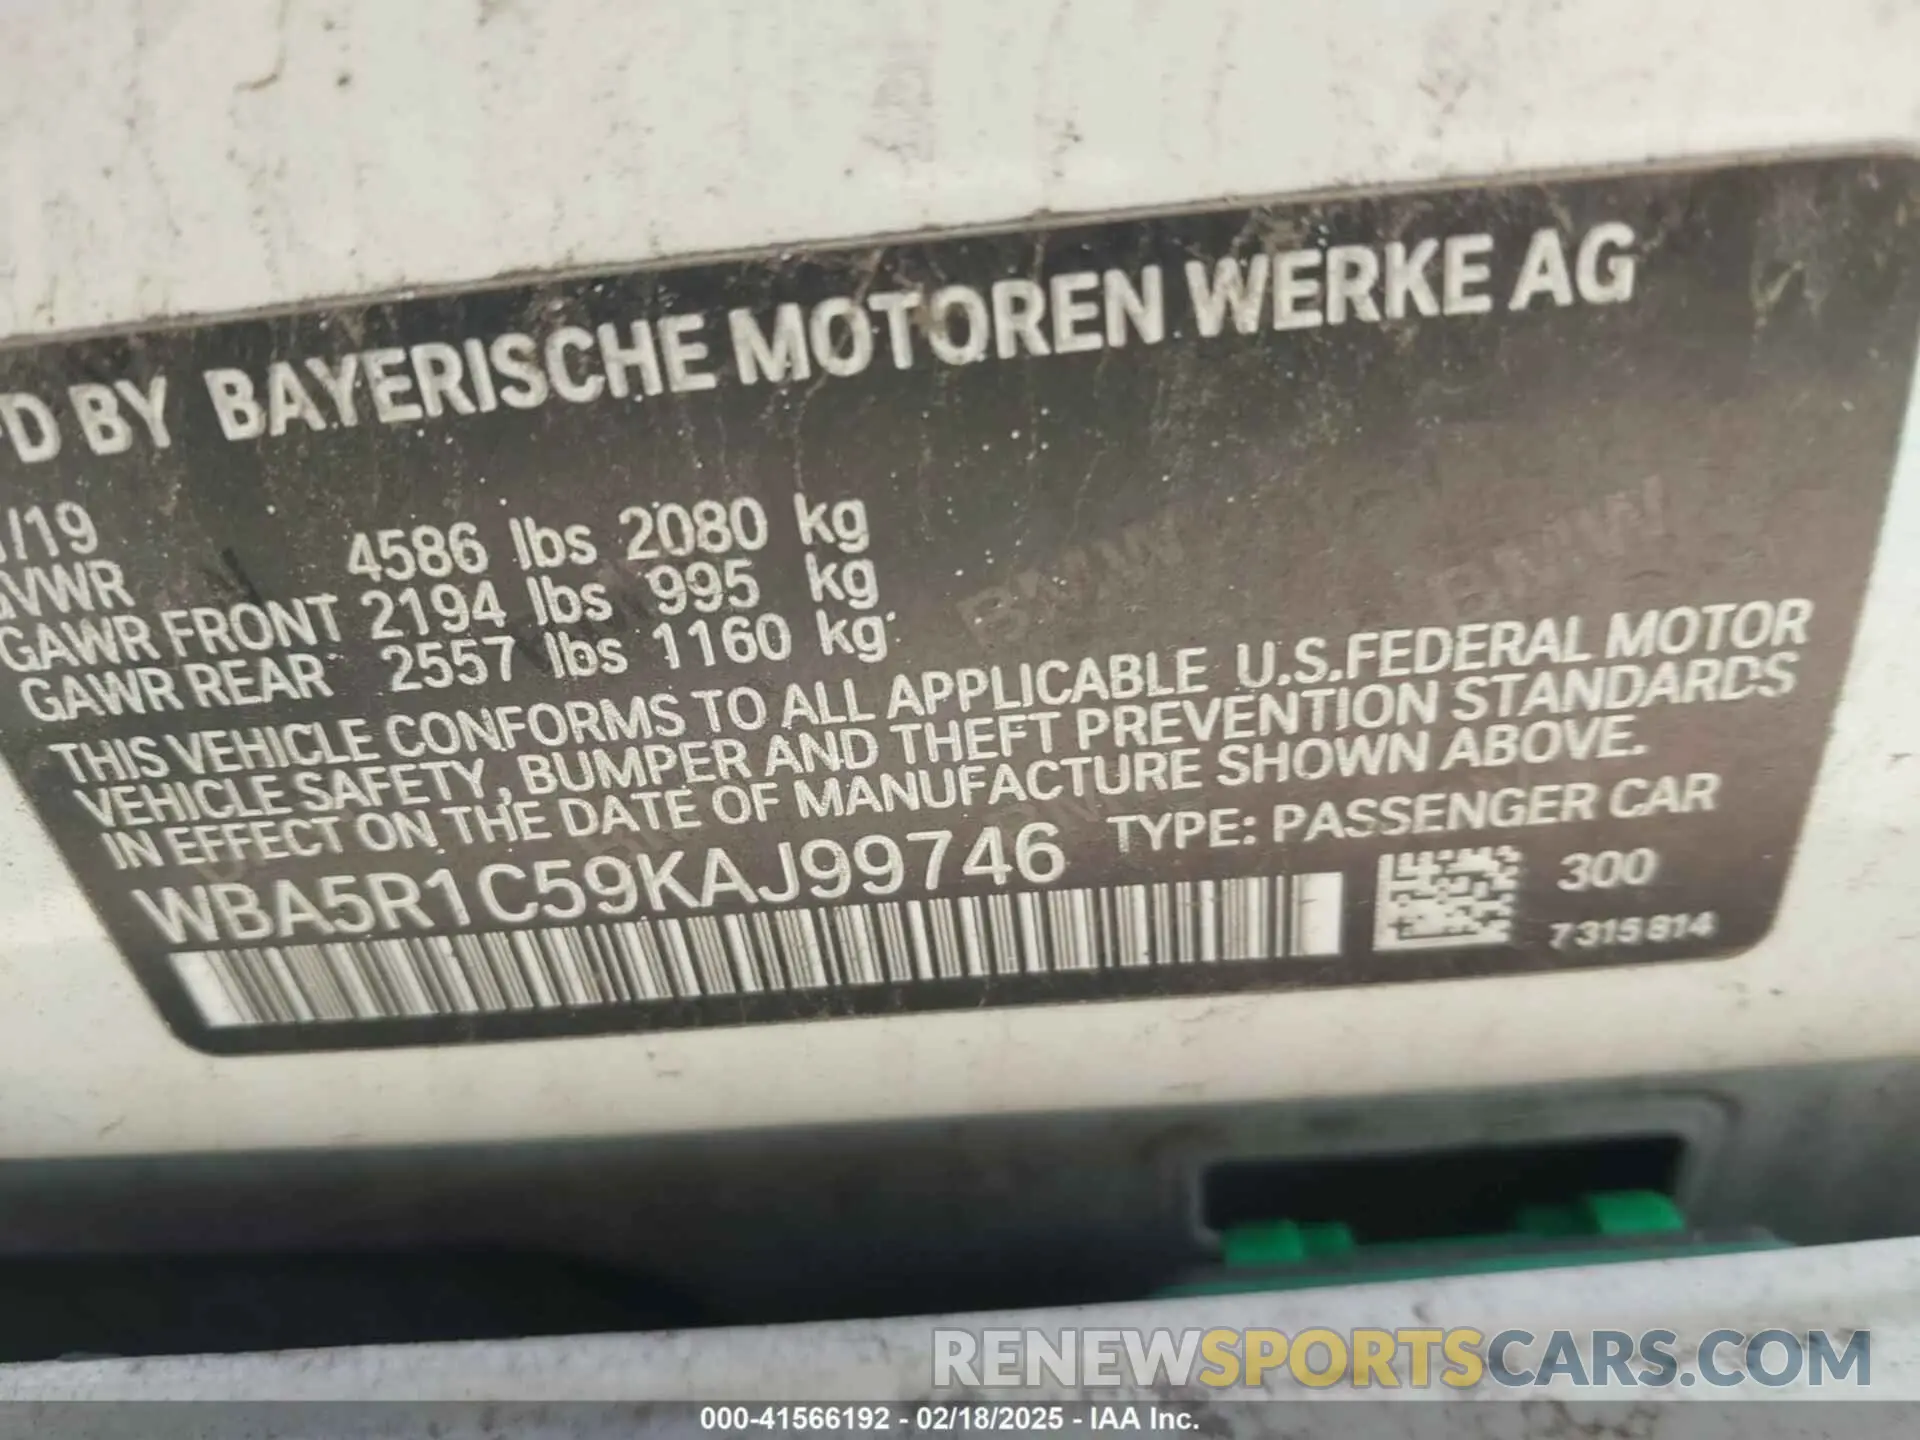 D BY BAYERISCHE MOTOREN WERKE AG
/19
GVWR 4586 lbs 2080 kg
GAWR FRONT 2194 lbs 995 kg
GAWR REAR 2557 lbs 1160 kg
THIS VEHICLE CONFORMS TO ALL APPLICABLE U.S.FEDERAL MOTOR
VEHICLE SAFETY, BUMPER AND THEFT PREVENTION STANDARDS
IN EFFECT ON THE DATE OF MANUFACTURE SHOWN ABOVE.
WBA5R1C59KAJ99746 TYPE: PASSENGER CAR
300
7315814
RENEWSPORTSCARS.COM
000-41566192 - 02/18/2025 - IAA Inc.